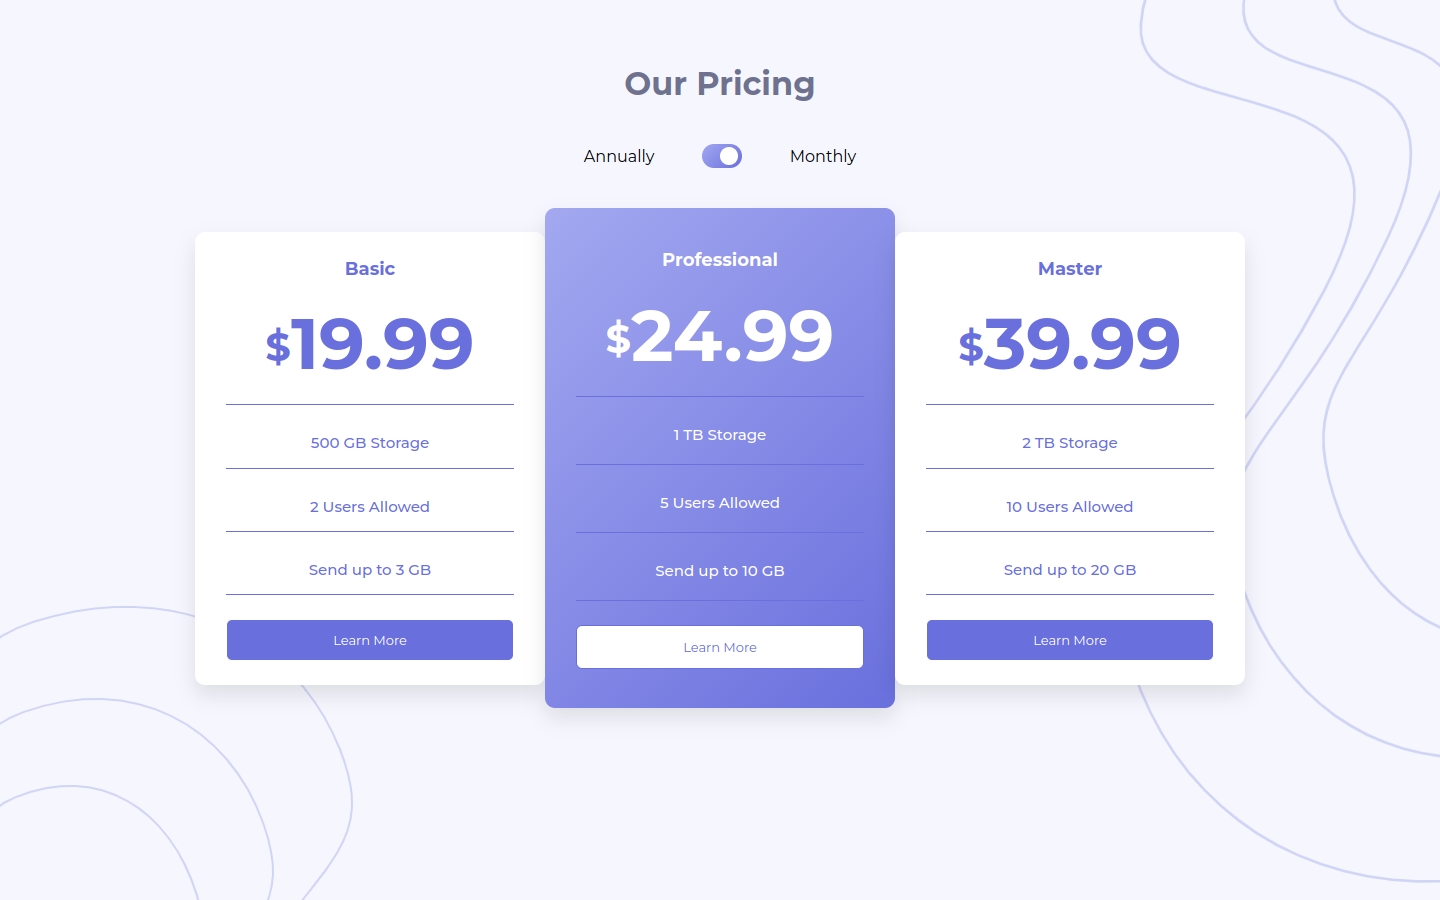 Our Pricing
Annually
Monthly
Basic
$19.99
500 GB Storage
2 Users Allowed
Send up to 3 GB
Learn More
Professional
$24.99
1 TB Storage
5 Users Allowed
Send up to 10 GB
Learn More
Master
$39.99
2 TB Storage
10 Users Allowed
Send up to 20 GB
Learn More